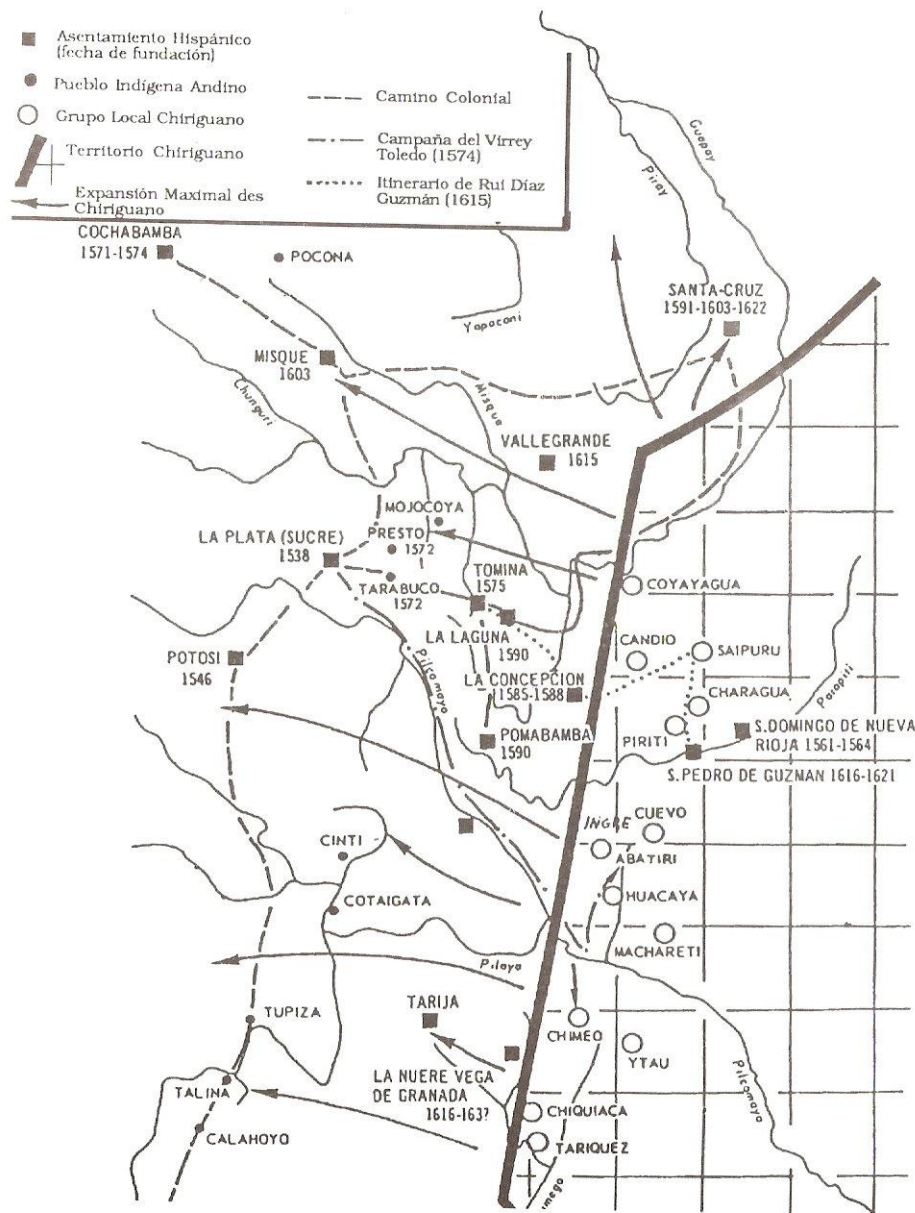 Asentamiento Hispánico
(fecha de fundación)
Pueblo Indígena Andino
Grupo Local Chiriguano
Territorio Chiriguano
Expansión Maximal des
Chiriguano
Camino Colonial
Campaña del Virrey
Toledo (1574)
Itinerario de Rui Díaz
Guzmán (1615)
Guapay
Piray
COCHABAMBA
1571-1574
POCONA
SANTA-CRUZ
1591-1603-1622
Yapacani
MISQUE
1603
Chunguri
Misque
VALLEGRANDE
1615
MOJOCOYA
LA PLATA (SUCRE)
1538
PRESTO
1572
TARABUCO
1572
TOMINA
1575
COYAYAGUA
LA LAGUNA
1590
CANDIO
SAIPURU
POTOSI
1546
Pilcomayo
LA CONCEPCION
1585-1588
CHARAGUA
Parapiti
POMABAMBA
1590
PIRITI
S.DOMINGO DE NUEVA
RIOJA 1561-1564
S.PEDRO DE GUZMAN 1616-1621
INGRE
CUEVO
CINTI
ABATIRI
COTAIGATA
HUACAYA
MACHARETI
Pilaya
TARIJA
TUPIZA
CHIMEO
YTAU
LA NUERE VEGA
DE GRANADA
1616-163?
Pilcomayo
TALINA
CHIQUIACA
CALAHOYO
TARIQUEZ